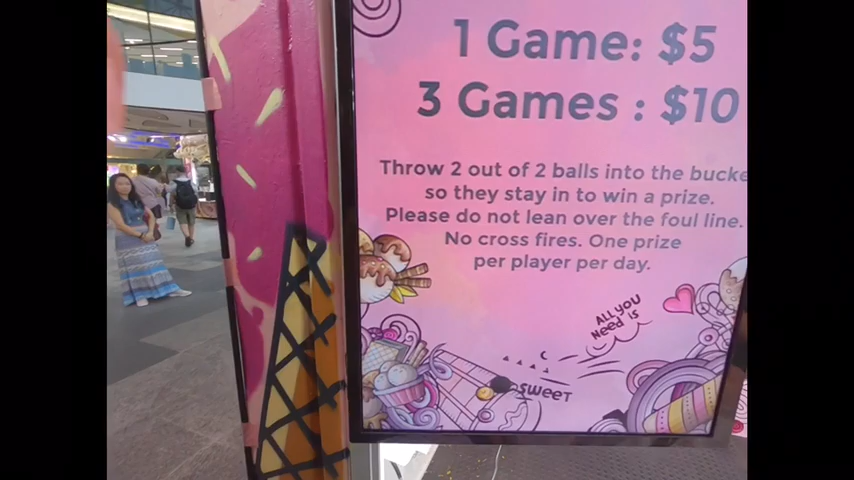 1 Game: $5
3 Games : $10
Throw 2 out of 2 balls into the bucke
so they stay in to win a prize.
Please do not lean over the foul line.
No cross fires. One prize
per player per day.
ALL YOU
Need is
SWEET